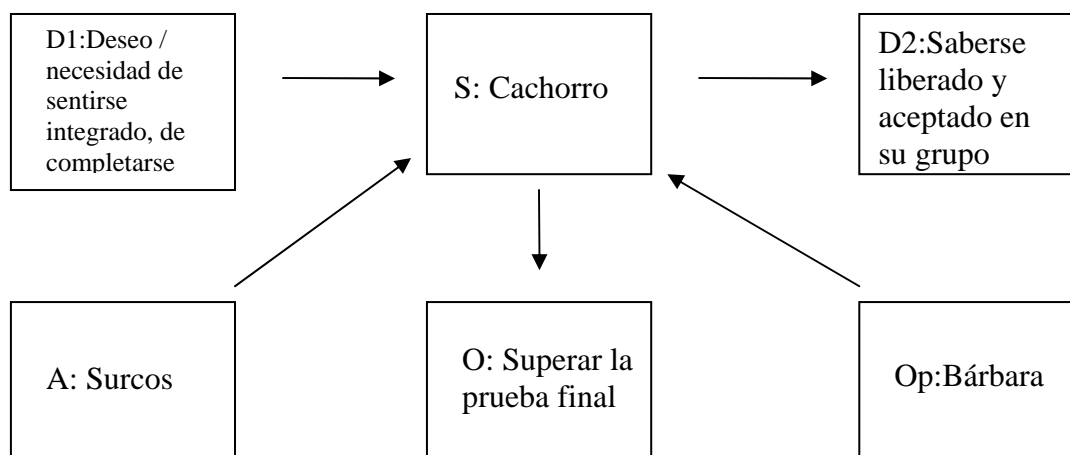 D1:Deseo /
necesidad de
sentirse
integrado, de
completarse
S: Cachorro
D2:Saberse
liberado y
aceptado en
su grupo
A: Surcos
O: Superar la
prueba final
Op:Bárbara